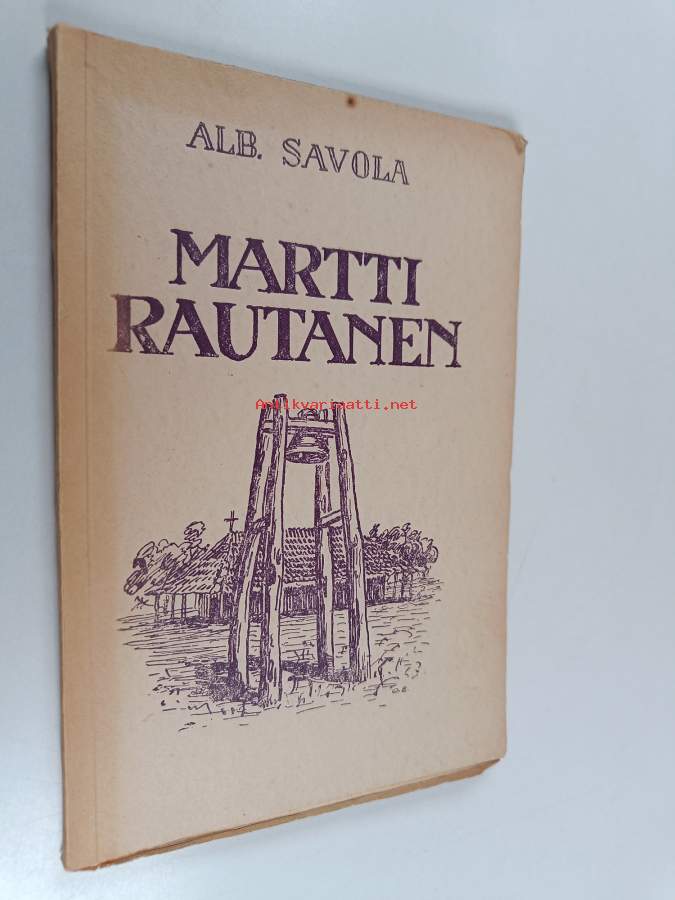 ALB. SAVOLA
MARTTI
RAUTANEN
Antikvariaatti.net